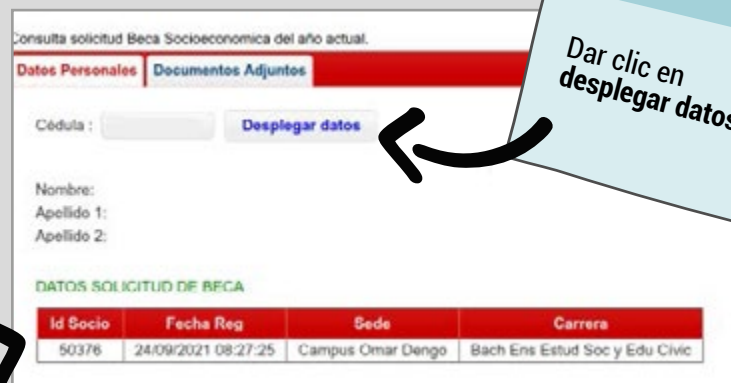 Consulta solicitud Beca Socioeconomica del año actual.
Datos Personales Documentos Adjuntos
Dar clic en
desplegar datos
Cédula : Desplegar datos
Nombre:
Apellido 1:
Apellido 2:
DATOS SOLICITUD DE BECA
Id Socio Fecha Reg Sede Carrera
50376 24/09/2021 08:27:25 Campus Omar Dengo Bach Ens Estud Soc y Edu Civic